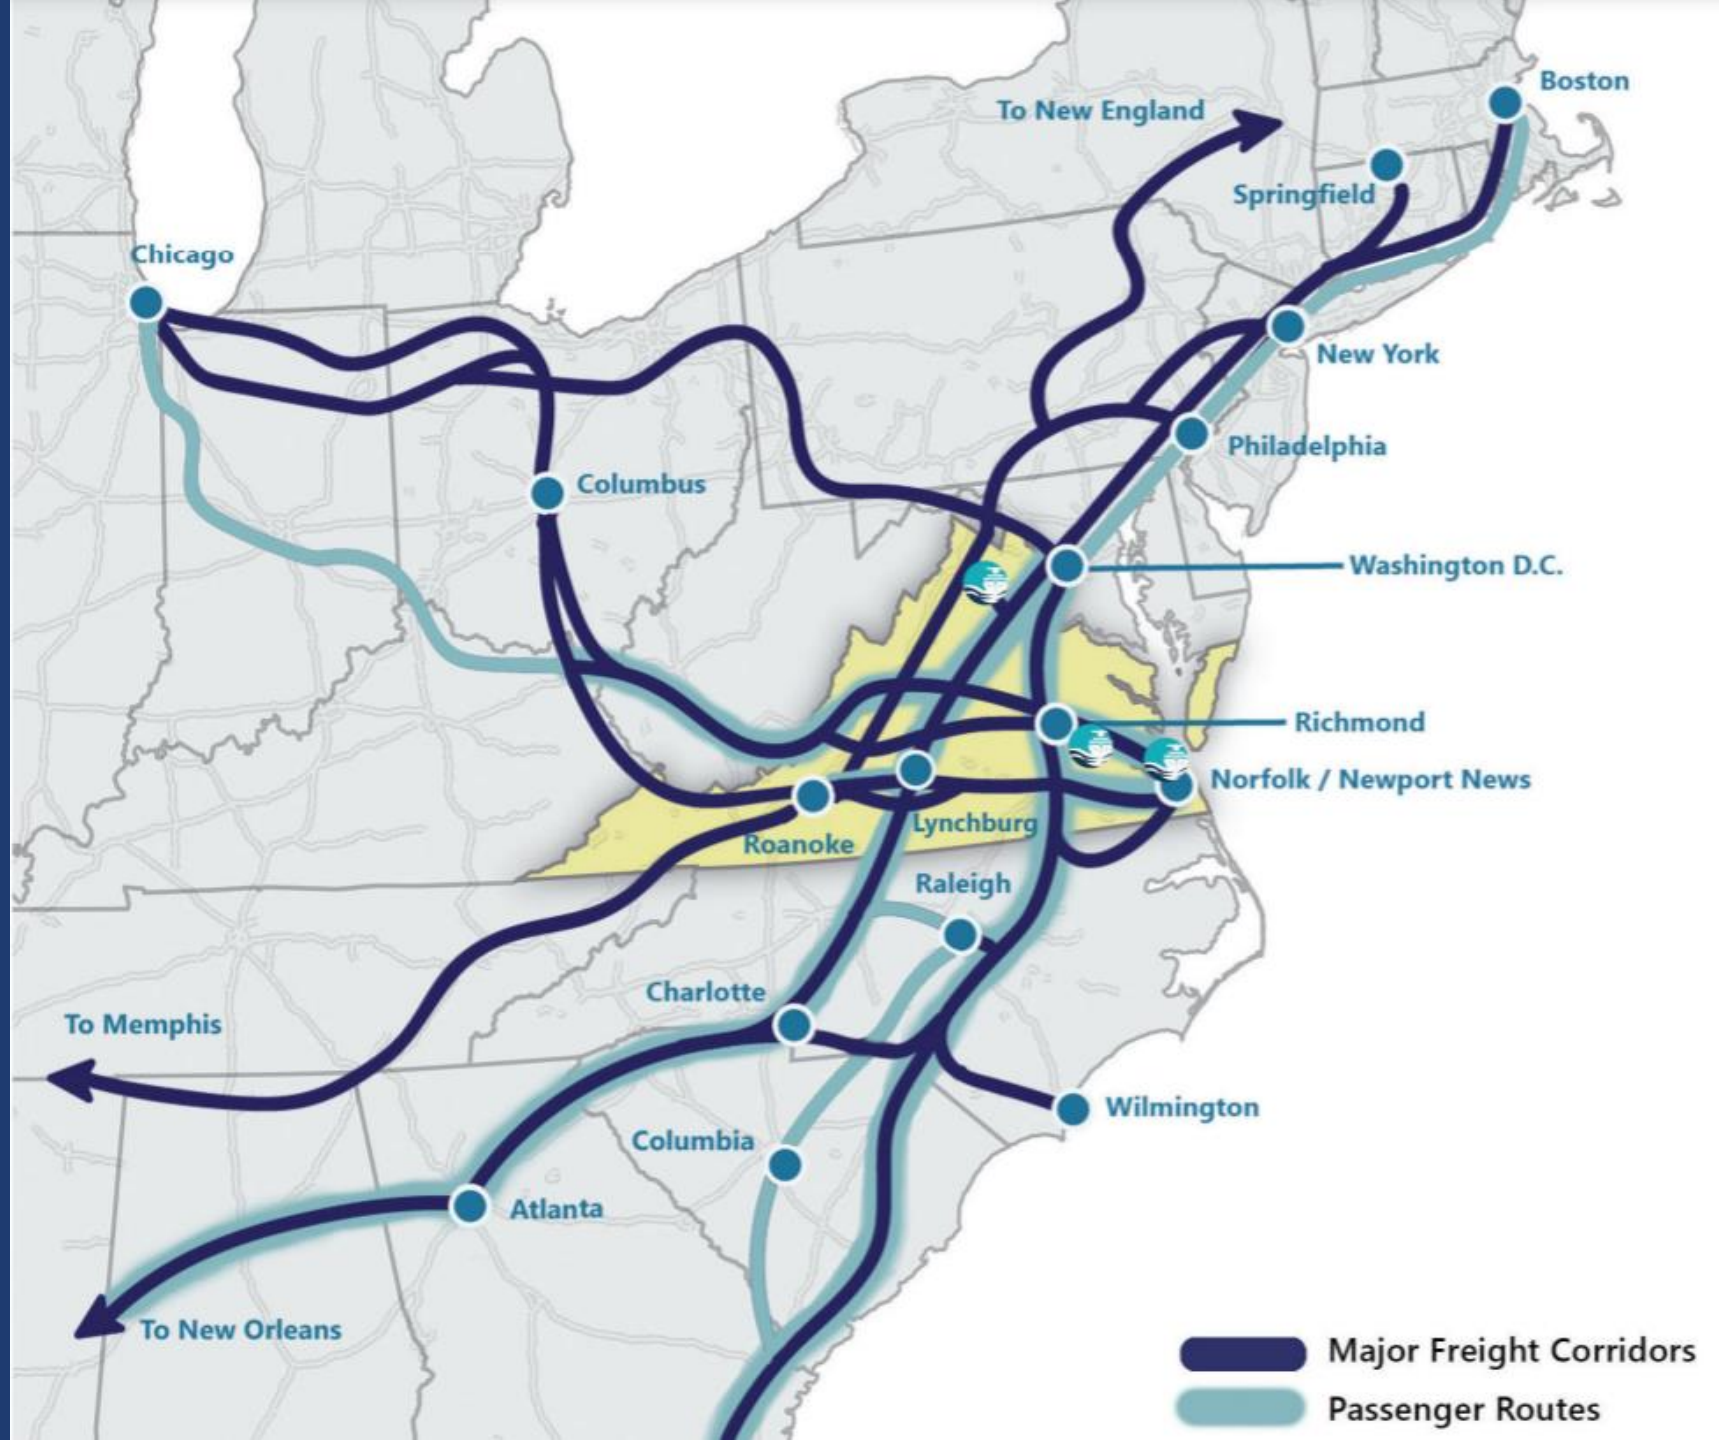 Boston
To New England
Springfield
Chicago
New York
Philadelphia
Columbus
Washington D.C.
Richmond
Norfolk / Newport News
Lynchburg
Roanoke
Raleigh
Charlotte
To Memphis
Wilmington
Columbia
Atlanta
To New Orleans
Major Freight Corridors
Passenger Routes